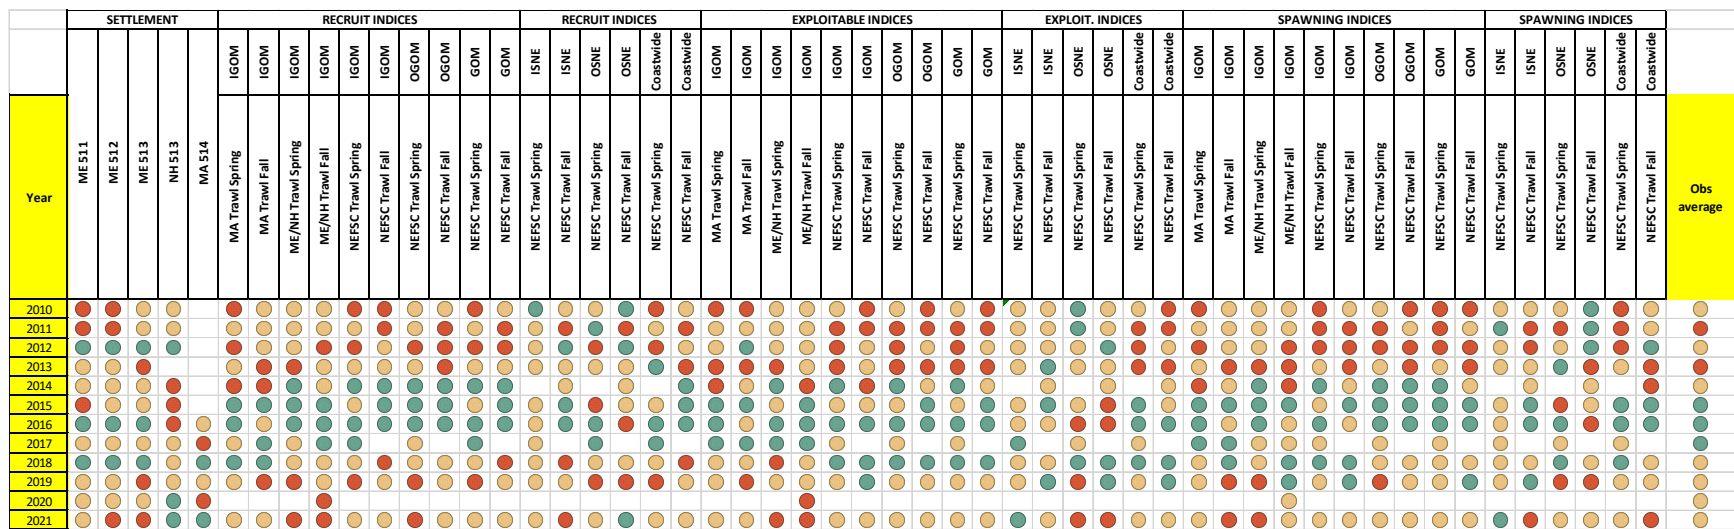 SETTLEMENT RECRUIT INDICES RECRUIT INDICES EXPLOITABLE INDICES EXPLOIT. INDICES SPAWNING INDICES SPAWNING INDICES
IGOM IGOM IGOM IGOM IGOM IGOM OGOM OGOM GOM GOM ISNE ISNE OSNE OSNE Coastwide Coastwide IGOM IGOM IGOM IGOM IGOM IGOM OGOM OGOM GOM GOM ISNE ISNE OSNE OSNE Coastwide Coastwide IGOM IGOM IGOM IGOM IGOM IGOM OGOM OGOM GOM GOM ISNE ISNE OSNE OSNE Coastwide Coastwide
Year
ME 511
ME 512
ME 513
NH 513
MA 514
MA Trawl Spring
MA Trawl Fall
ME/NH Trawl Spring
ME/NH Trawl Fall
NEFSC Trawl Spring
NEFSC Trawl Fall
NEFSC Trawl Spring
NEFSC Trawl Fall
NEFSC Trawl Spring
NEFSC Trawl Fall
NEFSC Trawl Spring
NEFSC Trawl Fall
NEFSC Trawl Spring
NEFSC Trawl Fall
NEFSC Trawl Spring
NEFSC Trawl Fall
MA Trawl Spring
MA Trawl Fall
ME/NH Trawl Spring
ME/NH Trawl Fall
NEFSC Trawl Spring
NEFSC Trawl Fall
NEFSC Trawl Spring
NEFSC Trawl Fall
NEFSC Trawl Spring
NEFSC Trawl Fall
NEFSC Trawl Spring
NEFSC Trawl Fall
NEFSC Trawl Spring
NEFSC Trawl Fall
NEFSC Trawl Spring
NEFSC Trawl Fall
MA Trawl Spring
MA Trawl Fall
ME/NH Trawl Spring
ME/NH Trawl Fall
NEFSC Trawl Spring
NEFSC Trawl Fall
NEFSC Trawl Spring
NEFSC Trawl Fall
NEFSC Trawl Spring
NEFSC Trawl Fall
NEFSC Trawl Spring
NEFSC Trawl Fall
NEFSC Trawl Spring
NEFSC Trawl Fall
NEFSC Trawl Spring
NEFSC Trawl Fall
Obs
average
2010
2011
2012
2013
2014
2015
2016
2017
2018
2019
2020
2021